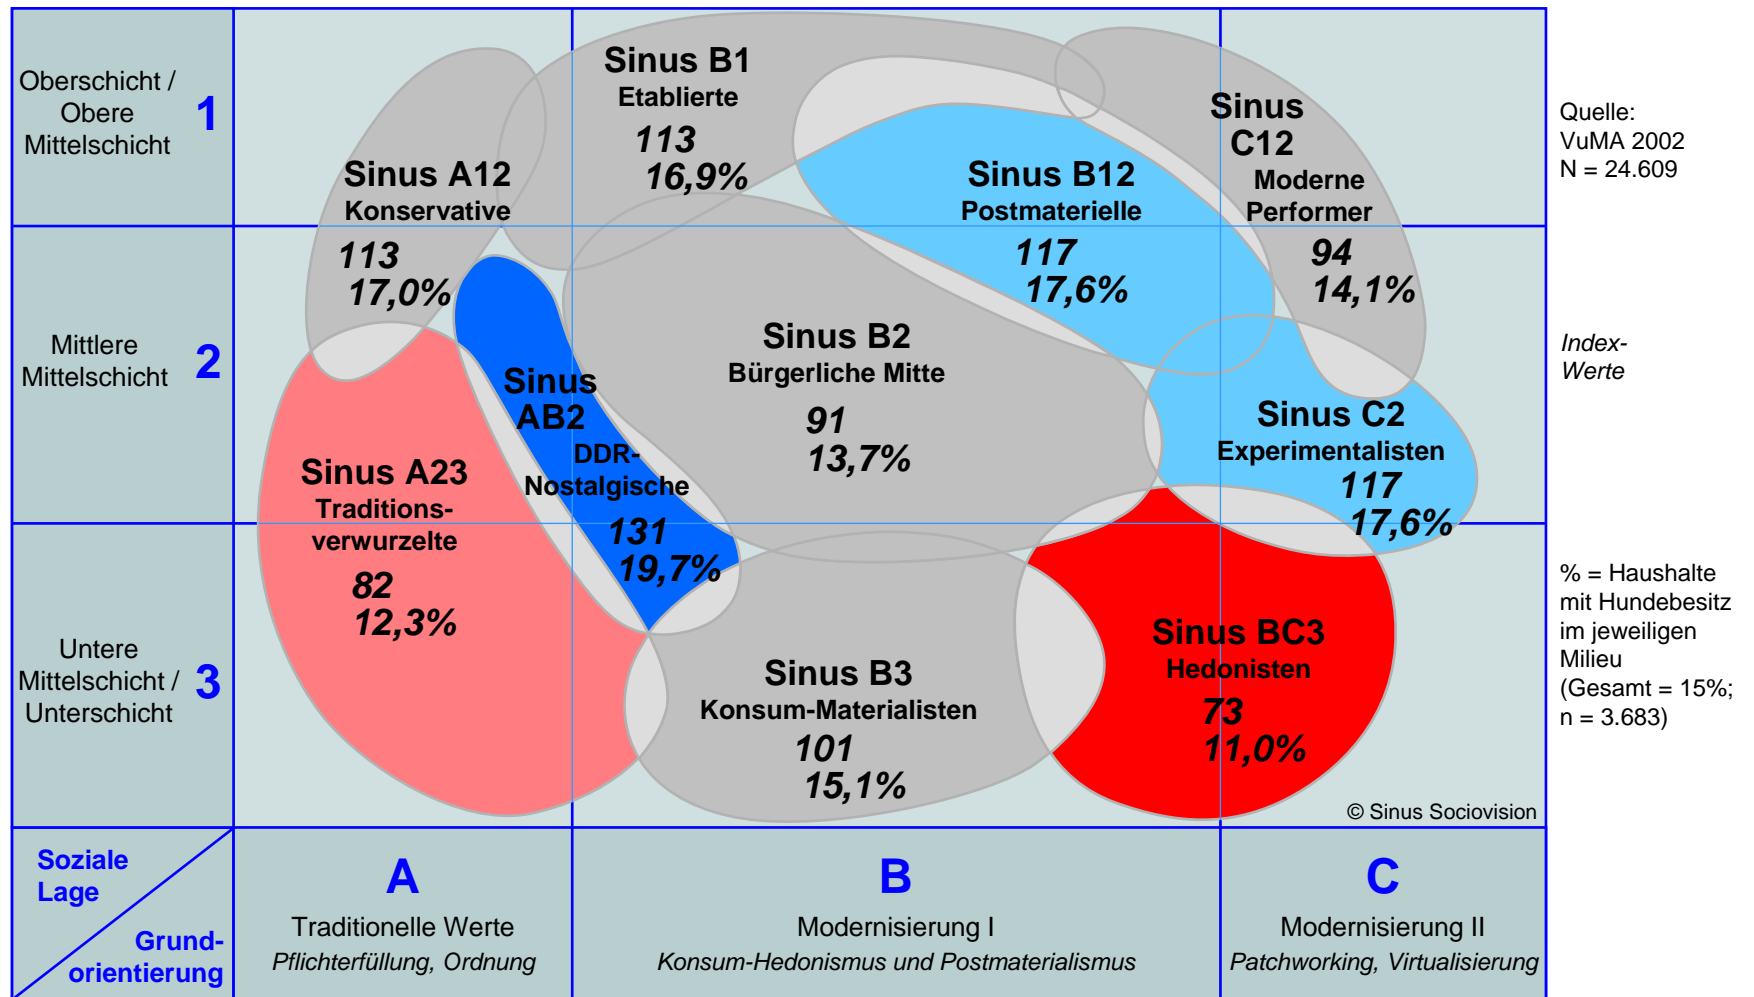 Oberschicht /
Obere
Mittelschicht
1
Sinus B1
Etablierte
113
16,9%
Sinus A12
Konservative
113
17,0%
Sinus B12
Postmaterielle
117
17,6%
Sinus
C12
Moderne
Performer
94
14,1%
Quelle:
VuMA 2002
N = 24.609
Mittlere
Mittelschicht
2
Sinus
AB2
DDR-
Nostalgische
131
19,7%
Sinus B2
Bürgerliche Mitte
91
13,7%
Sinus C2
Experimentalisten
117
17,6%
Index-
Werte
Sinus A23
Traditions-
verwurzelte
82
12,3%
Untere
Mittelschicht /
Unterschicht
3
Sinus B3
Konsum-Materialisten
101
15,1%
Sinus BC3
Hedonisten
73
11,0%
% = Haushalte
mit Hundebesitz
im jeweiligen
Milieu
(Gesamt = 15%;
n = 3.683)
© Sinus Sociovision
Soziale
Lage
Grund-
orientierung
A
Traditionelle Werte
Pflichterfüllung, Ordnung
B
Modernisierung I
Konsum-Hedonismus und Postmaterialismus
C
Modernisierung II
Patchworking, Virtualisierung